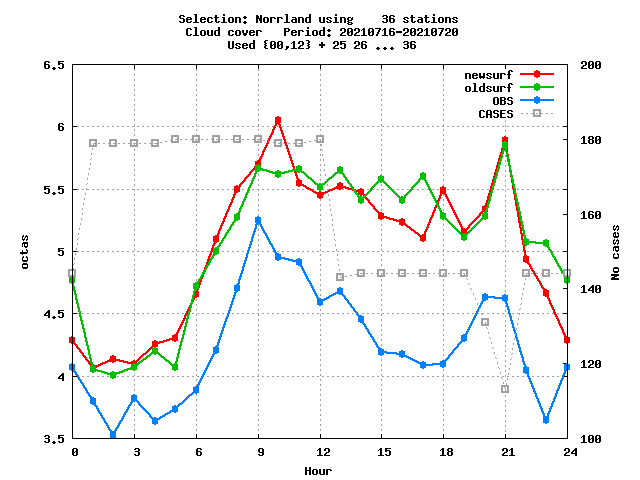 Selection: Norrland using    36 stations
Cloud cover   Period: 20210716-20210720
Used {00,12} + 25 26 ... 36
6.5
6
5.5
5
4.5
4
3.5
octas
200
180
160
140
120
100
No cases
newsurf
oldsurf
OBS
CASES
0 3 6 9 12 15 18 21 24
Hour